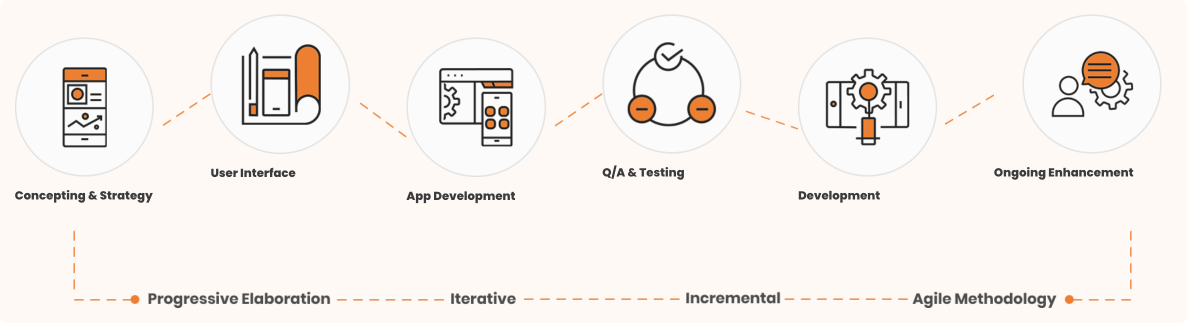 Concepting & Strategy
User Interface
App Development
Q/A & Testing
Development
Ongoing Enhancement
Progressive Elaboration
Iterative
Incremental
Agile Methodology